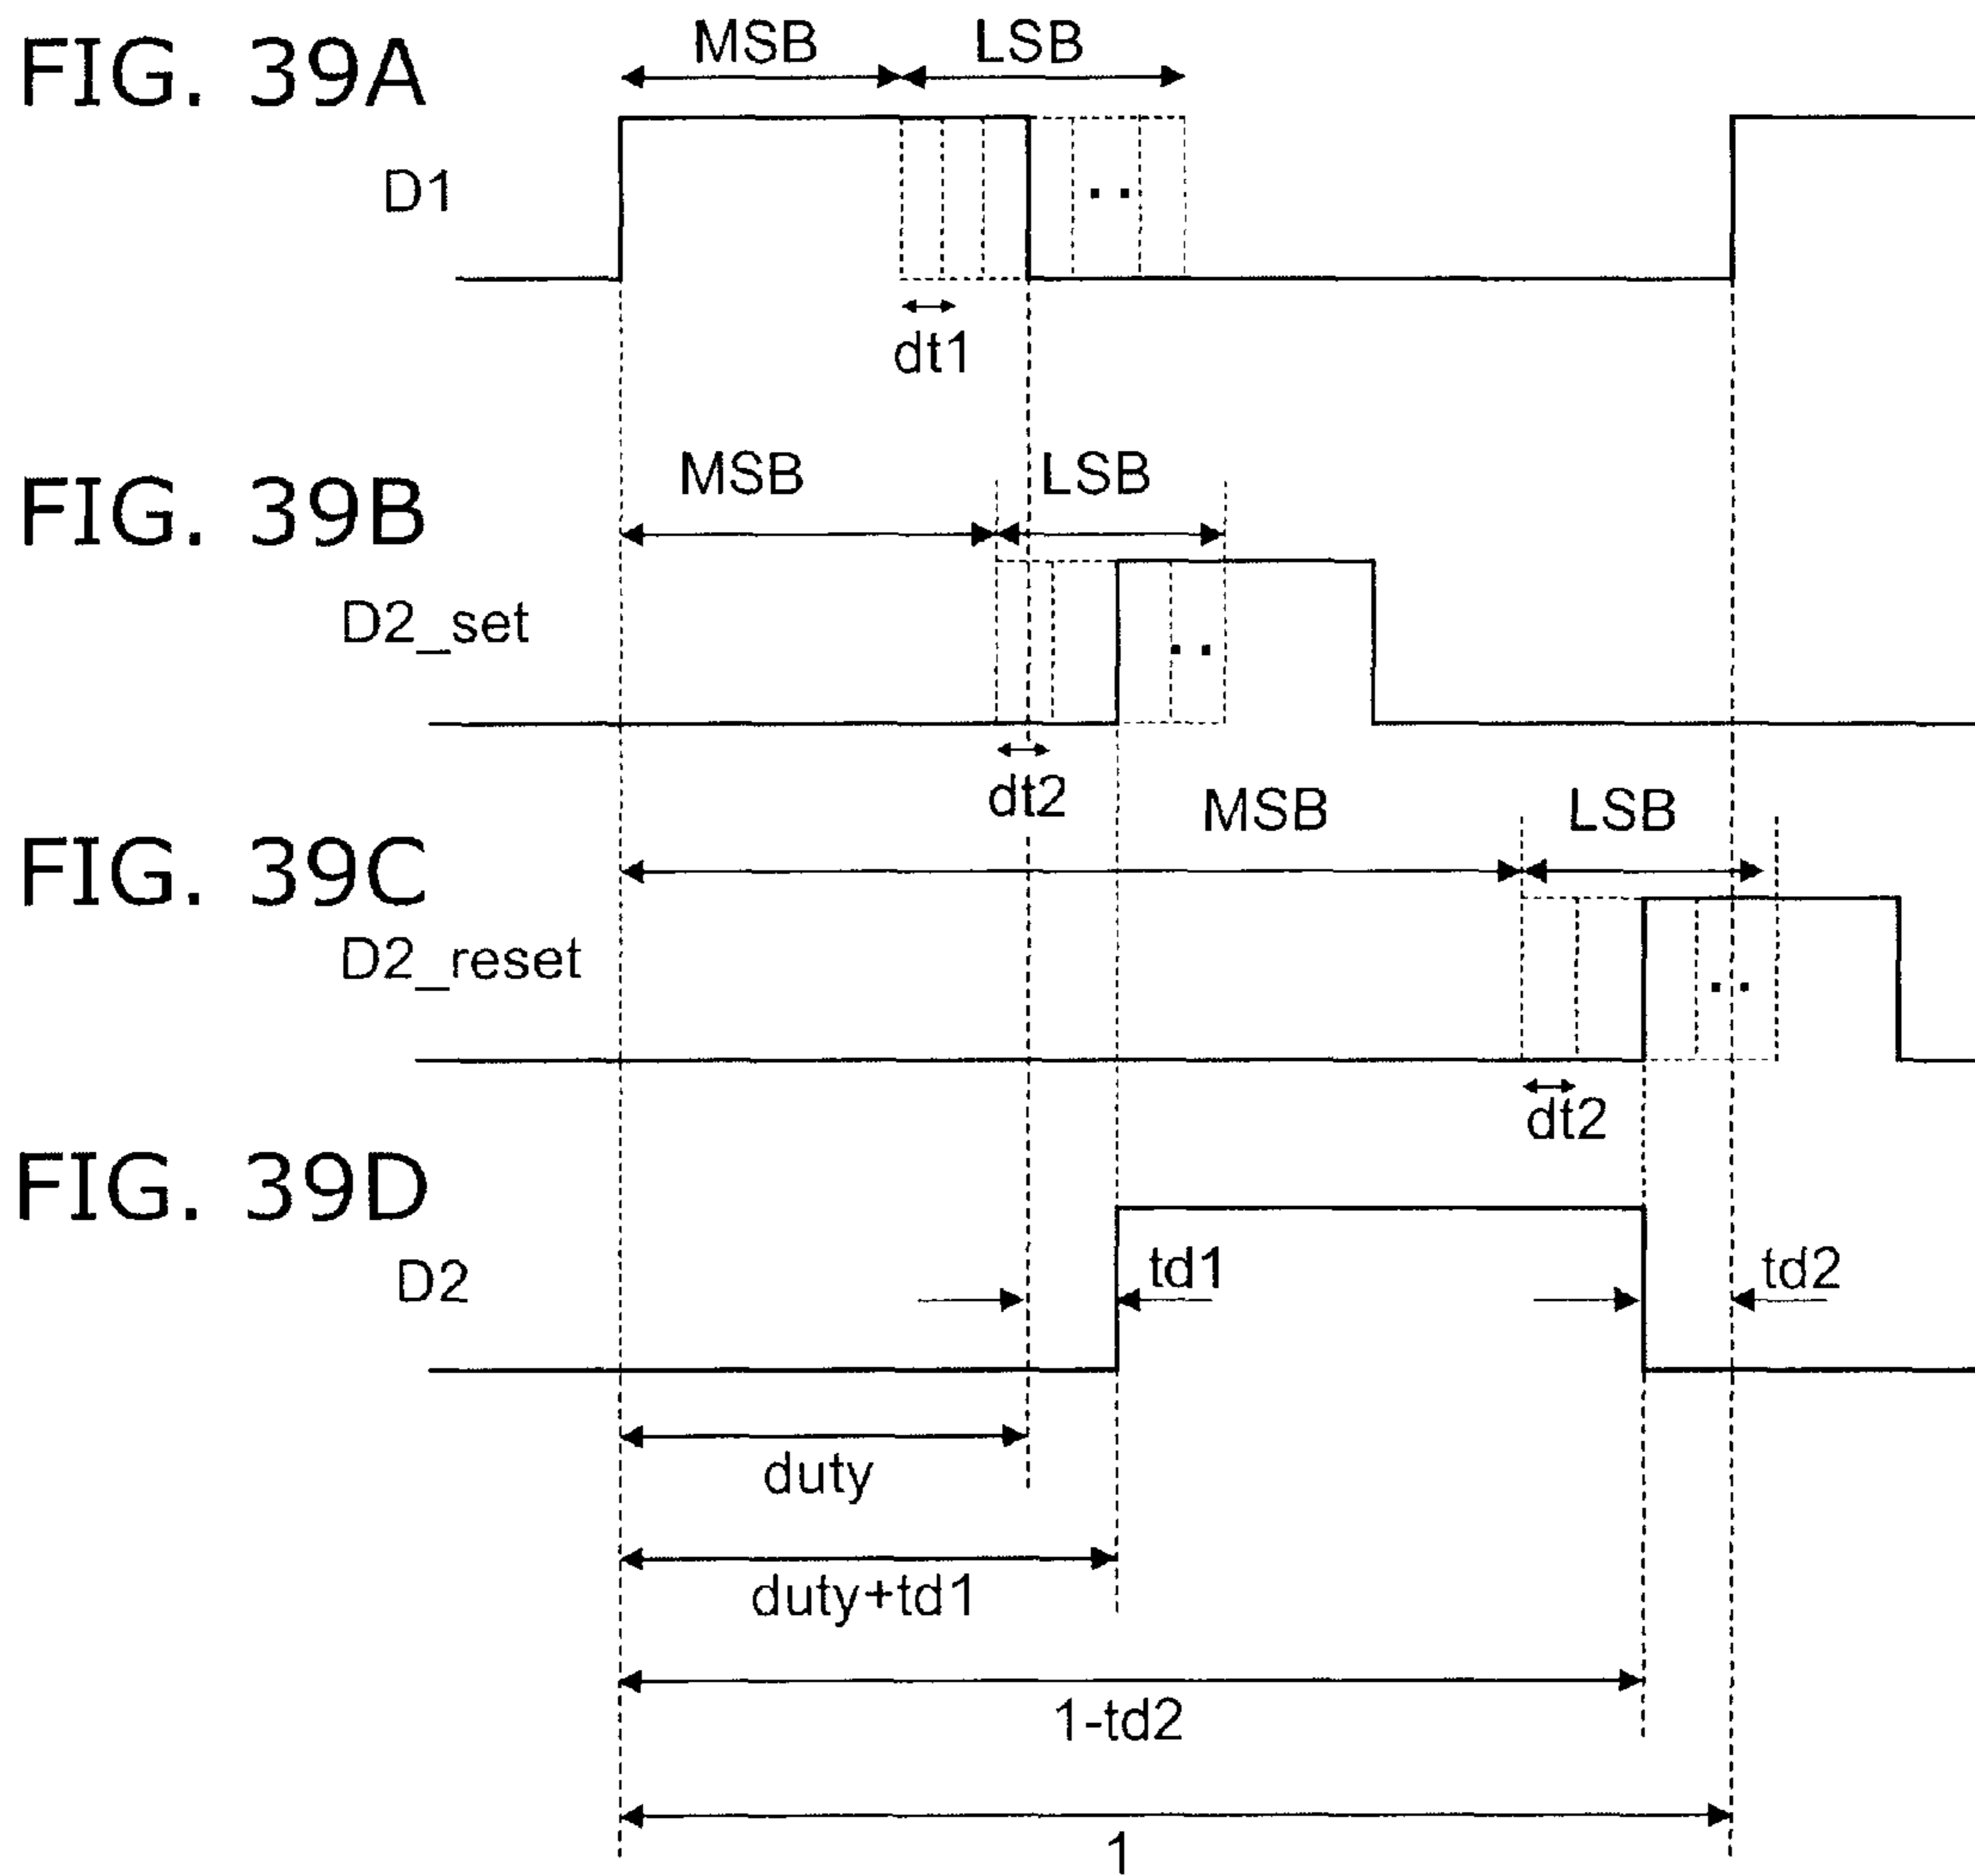 FIG. 39A
MSB LSB
D1
dt1
FIG. 39B
MSB LSB
D2_set
dt2
FIG. 39C
MSB LSB
D2_reset
dt2
FIG. 39D
D2
td1 td2
duty
duty+td1
1-td2
1